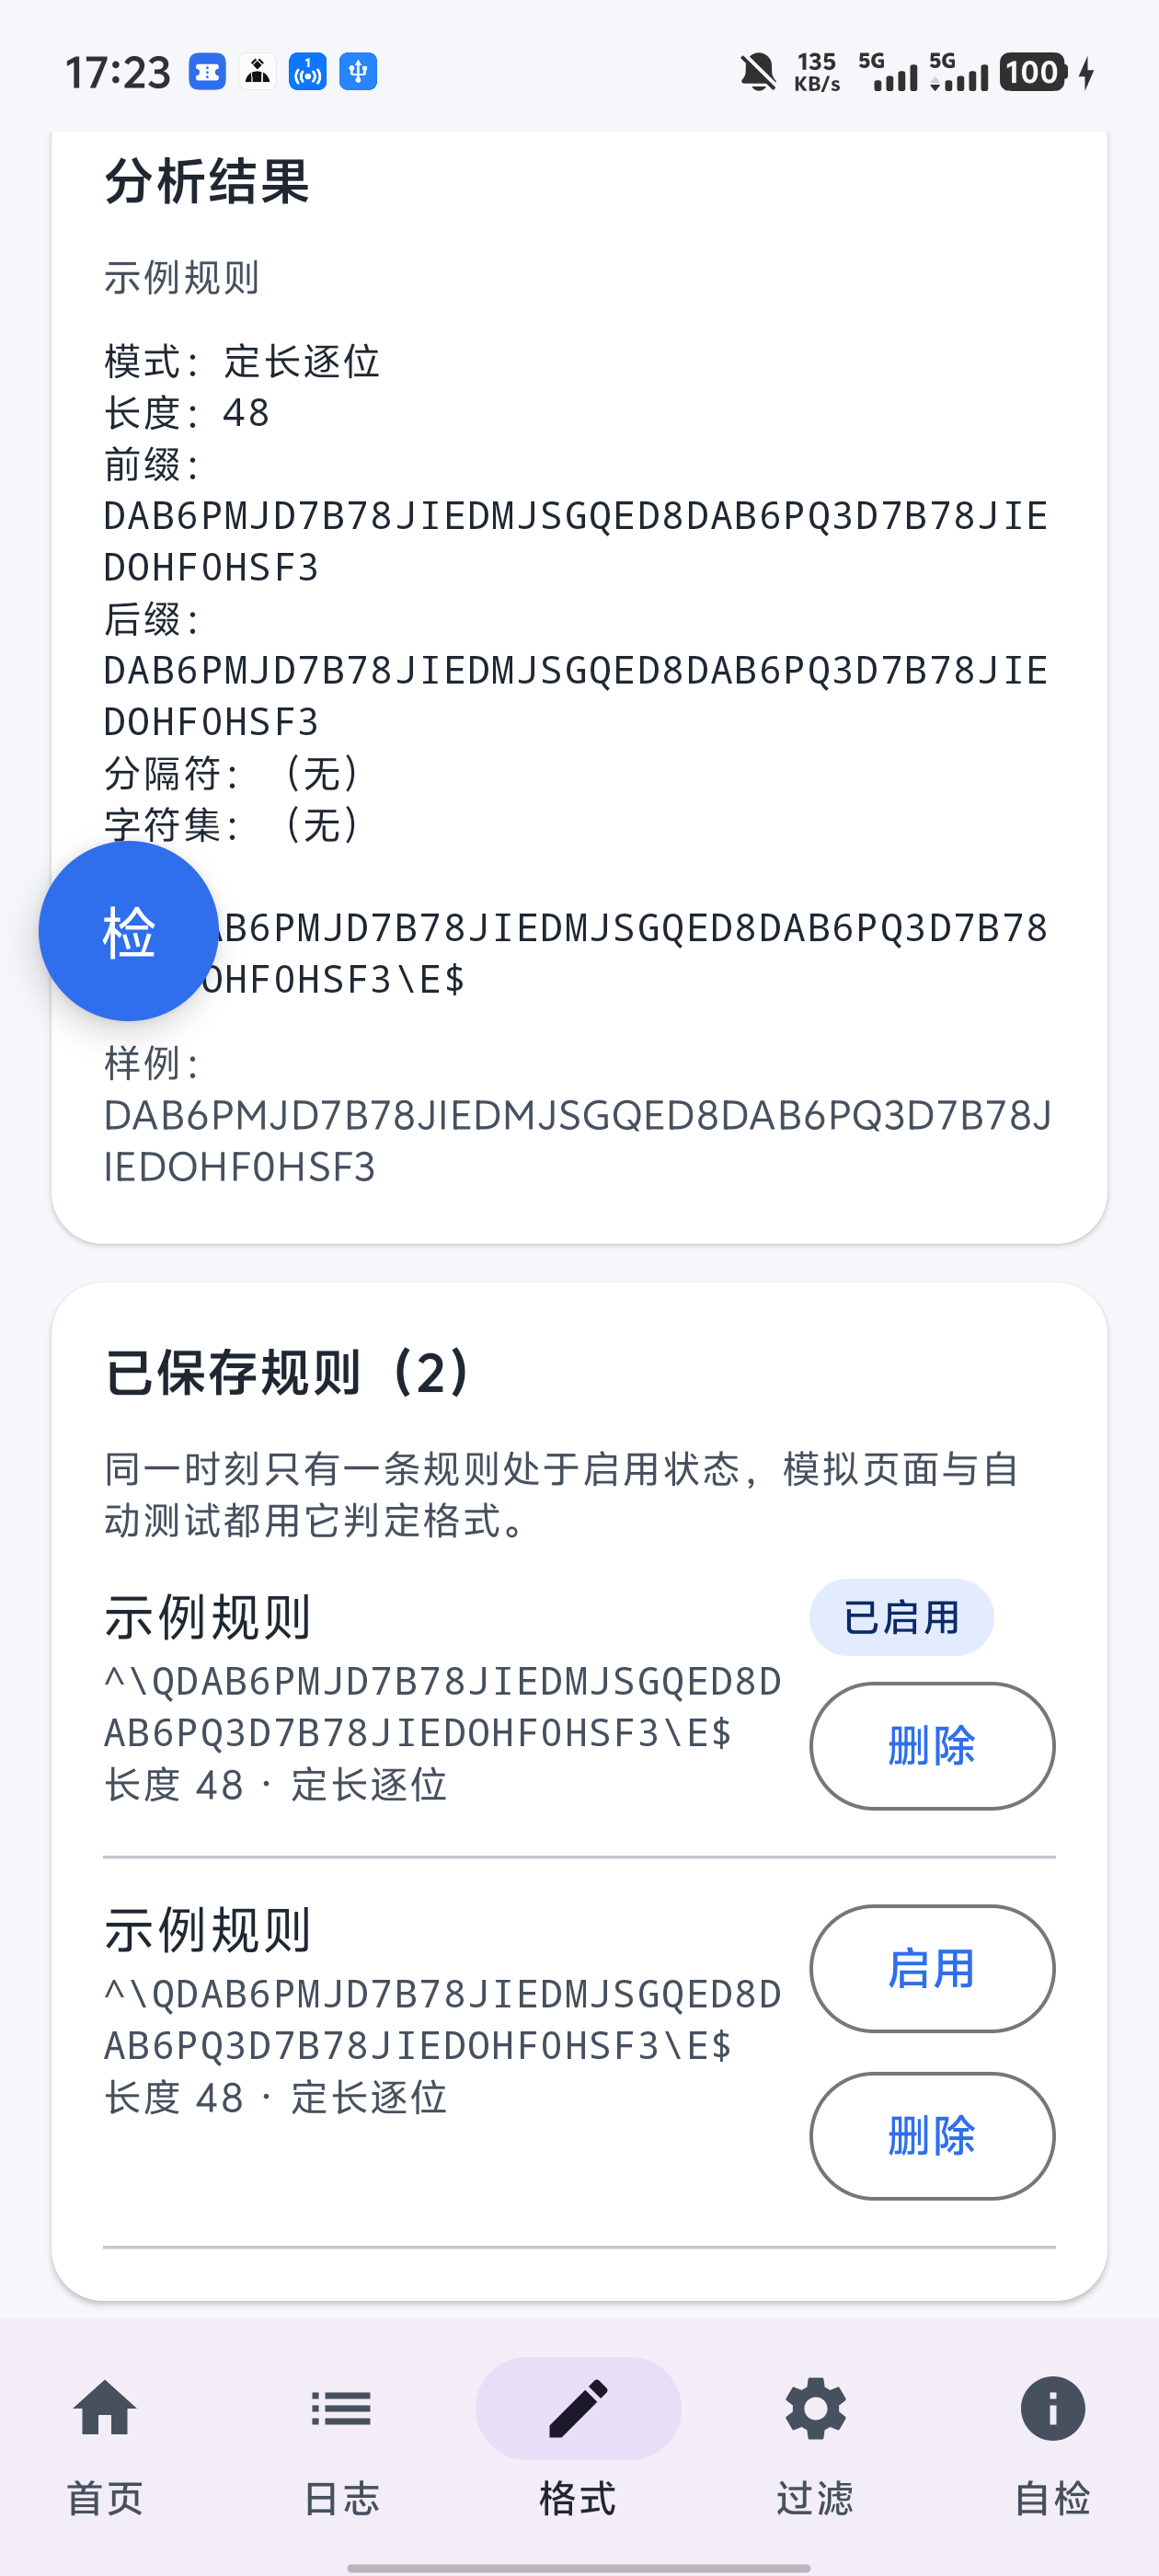 17:23
135 KB/s 5G 5G 100
分析结果
示例规则
模式：定长逐位
长度：48
前缀：
DAB6PMJD7B78JIEDMJSGQED8DAB6PQ3D7B78JIE
DOHF0HSF3
后缀：
DAB6PMJD7B78JIEDMJSGQED8DAB6PQ3D7B78JIE
DOHF0HSF3
分隔符：（无）
字符集：（无）
检
B6PMJD7B78JIEDMJSGQED8DAB6PQ3D7B78
OHF0HSF3\E$
样例：
DAB6PMJD7B78JIEDMJSGQED8DAB6PQ3D7B78J
IEDOHF0HSF3
已保存规则（2）
同一时刻只有一条规则处于启用状态，模拟页面与自
动测试都用它判定格式。
示例规则
已启用
^\QDAB6PMJD7B78JIEDMJSGQED8D
AB6PQ3D7B78JIEDOHF0HSF3\E$
长度 48 · 定长逐位
删除
示例规则
启用
^\QDAB6PMJD7B78JIEDMJSGQED8D
AB6PQ3D7B78JIEDOHF0HSF3\E$
长度 48 · 定长逐位
删除
首页
日志
格式
过滤
自检